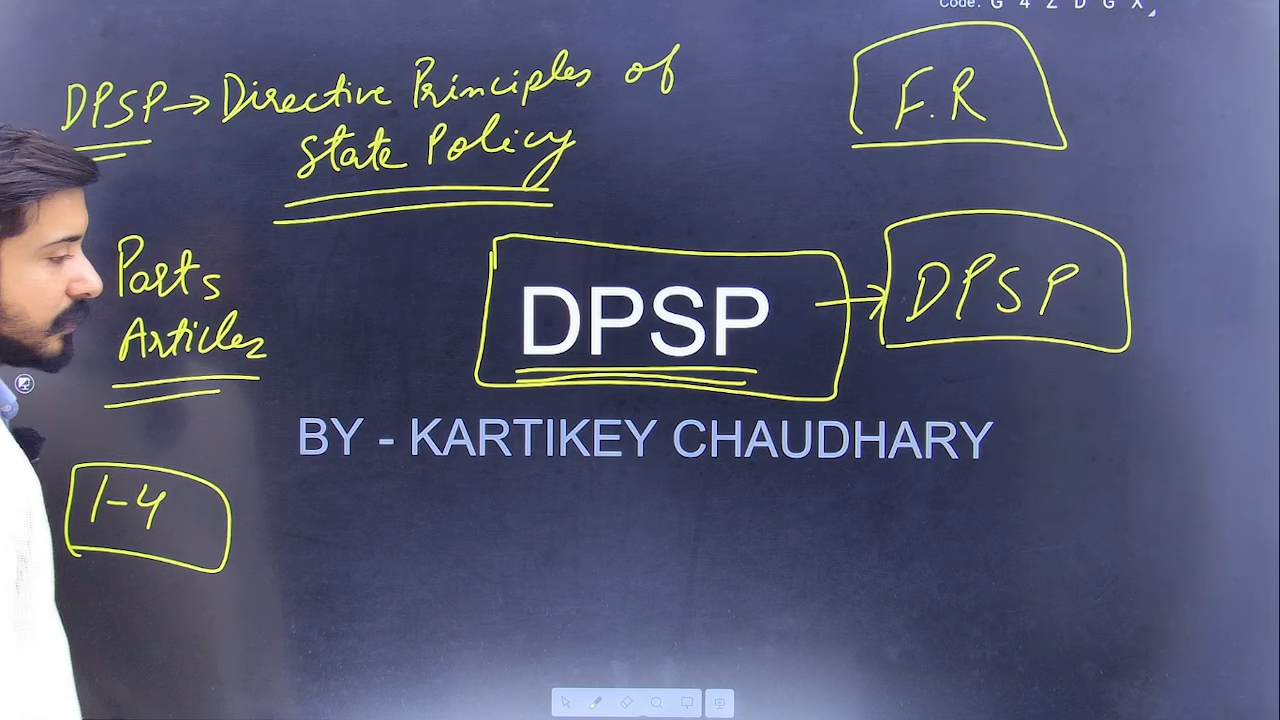 Code: G 4 Z D G X
DPSP → Directive Principles of
State Policy
F.R
Parts
Articles
DPSP → DPSP
BY - KARTIKEY CHAUDHARY
1-4